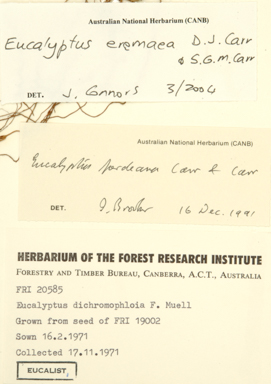 Australian National Herbarium (CANB)
Eucalyptus eremaea D.J. Carr
& S.G.M. Carr
DET. J. Connors 3/2004
Australian National Herbarium (CANB)
Eucalyptus Carr & Carr
DET. I. Brooker 16 Dec. 1991
HERBARIUM OF THE FOREST RESEARCH INSTITUTE
FORESTRY AND TIMBER BUREAU, CANBERRA, A.C.T., AUSTRALIA
FRI 20585
Eucalyptus dichromophloia F. Muell
Grown from seed of FRI 19002
Sown 16.2.1971
Collected 17.11.1971
EUCALIST